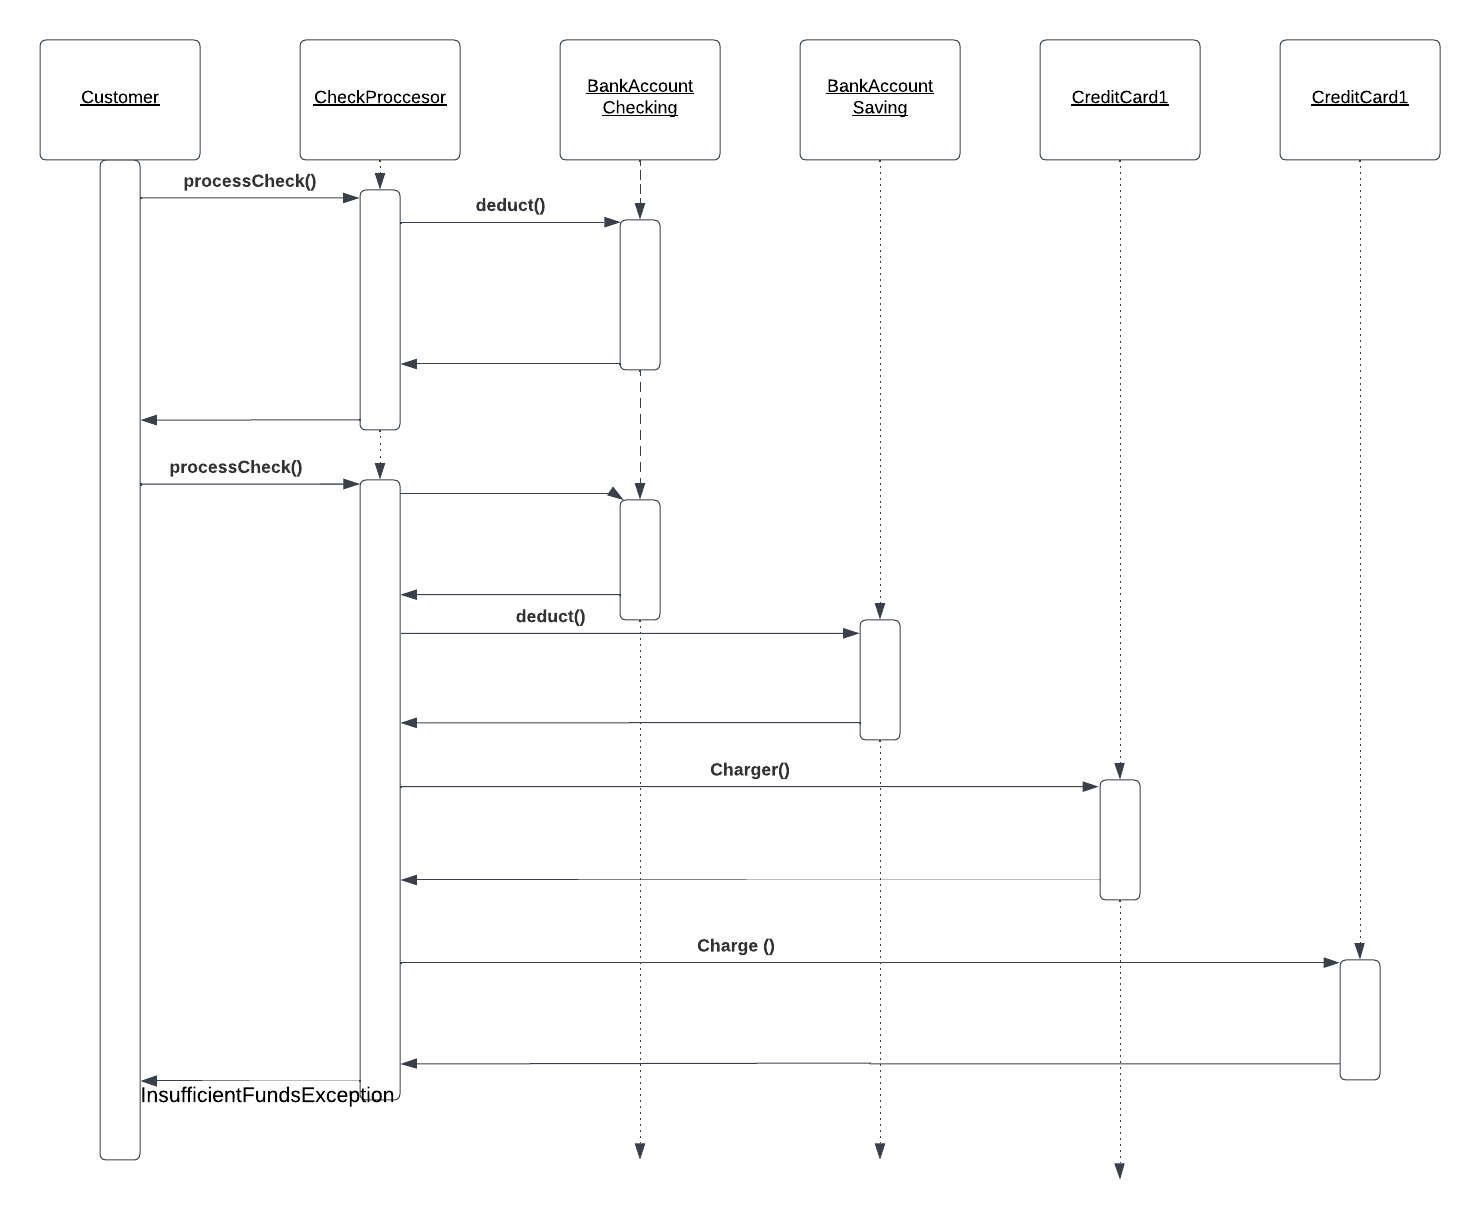 Customer
CheckProccesor
BankAccount
Checking
BankAccount
Saving
CreditCard1
CreditCard1
processCheck()
deduct()
processCheck()
deduct()
Charger()
Charge ()
InsufficientFundsException